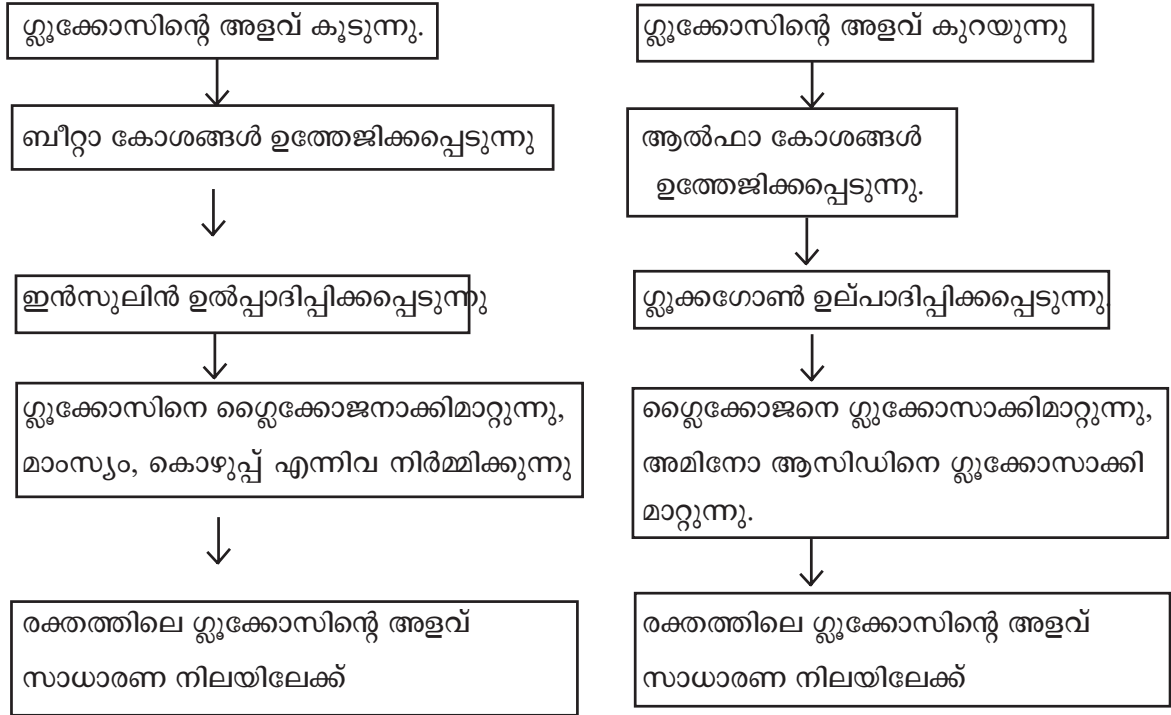 ഗ്ലൂക്കോസിന്റെ അളവ് കൂടുന്നു.
ബീറ്റാ കോശങ്ങൾ ഉത്തേജിക്കപ്പെടുന്നു
ഇൻസുലിൻ ഉൽപ്പാദിപ്പിക്കപ്പെടുന്നു
ഗ്ലൂക്കോസിനെ ഗ്ലൈക്കോജനാക്കിമാറ്റുന്നു,
മാംസ്യം, കൊഴുപ്പ് എന്നിവ നിർമ്മിക്കുന്നു
രക്തത്തിലെ ഗ്ലൂക്കോസിന്റെ അളവ്
സാധാരണ നിലയിലേക്ക്
ഗ്ലൂക്കോസിന്റെ അളവ് കുറയുന്നു
ആൽഫാ കോശങ്ങൾ
ഉത്തേജിക്കപ്പെടുന്നു.
ഗ്ലൂക്കഗോൺ ഉല്പാദിപ്പിക്കപ്പെടുന്നു.
ഗ്ലൈക്കോജനെ ഗ്ലുക്കോസാക്കിമാറ്റുന്നു,
അമിനോ ആസിഡിനെ ഗ്ലൂക്കോസാക്കി
മാറ്റുന്നു.
രക്തത്തിലെ ഗ്ലൂക്കോസിന്റെ അളവ്
സാധാരണ നിലയിലേക്ക്